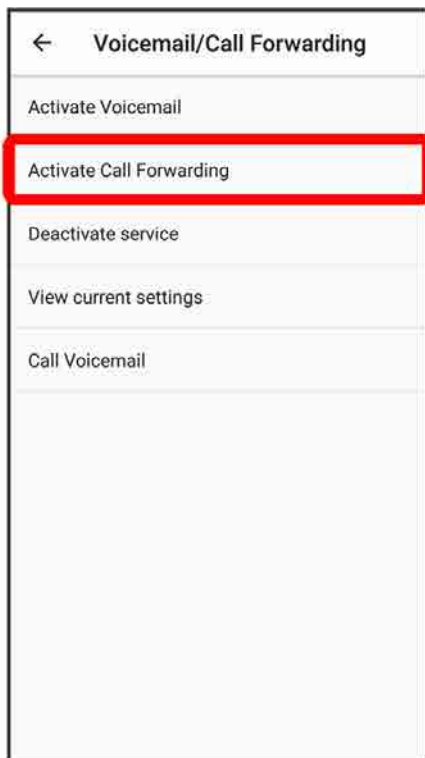 Voicemail/Call Forwarding
Activate Voicemail
Activate Call Forwarding
Deactivate service
View current settings
Call Voicemail